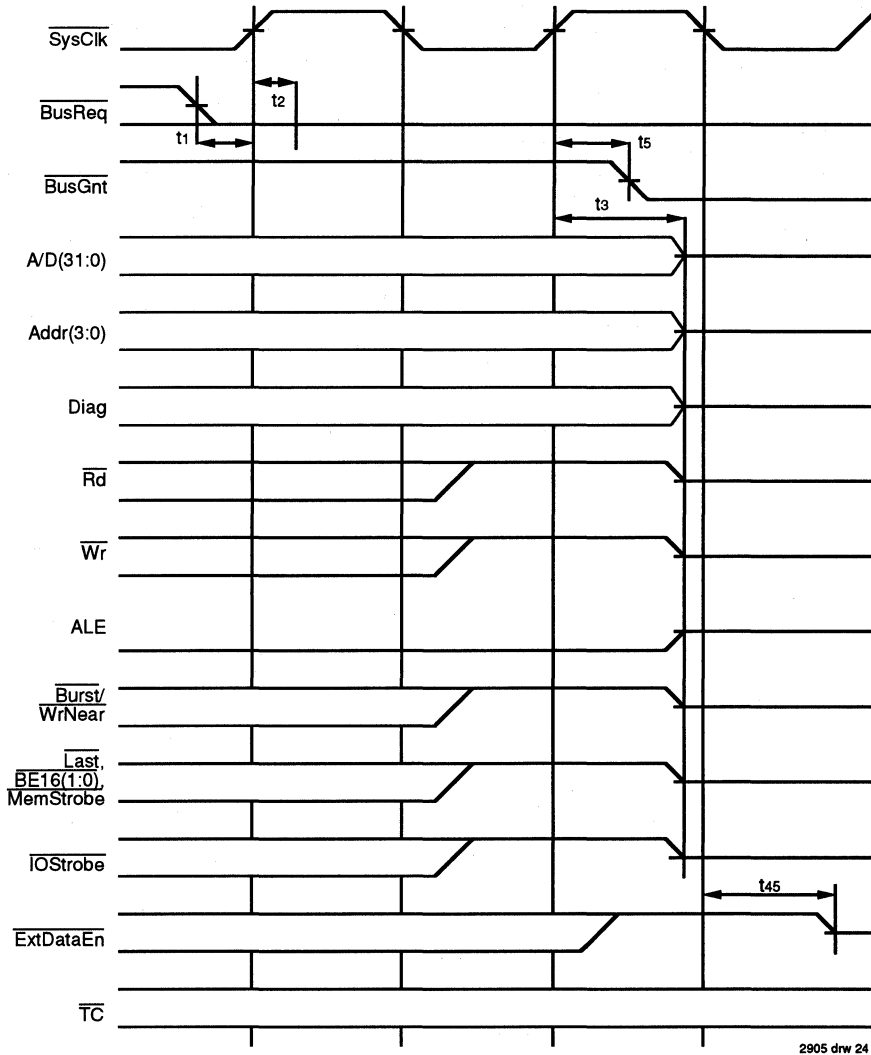 SysClk
BusReq
t2
t1
BusGnt
t5
t3
A/D(31:0)
Addr(3:0)
Diag
Rd
Wr
ALE
Burst/
WrNear
Last,
BE16(1:0),
MemStrobe
IOStrobe
t45
ExtDataEn
TC
2905 drw 24